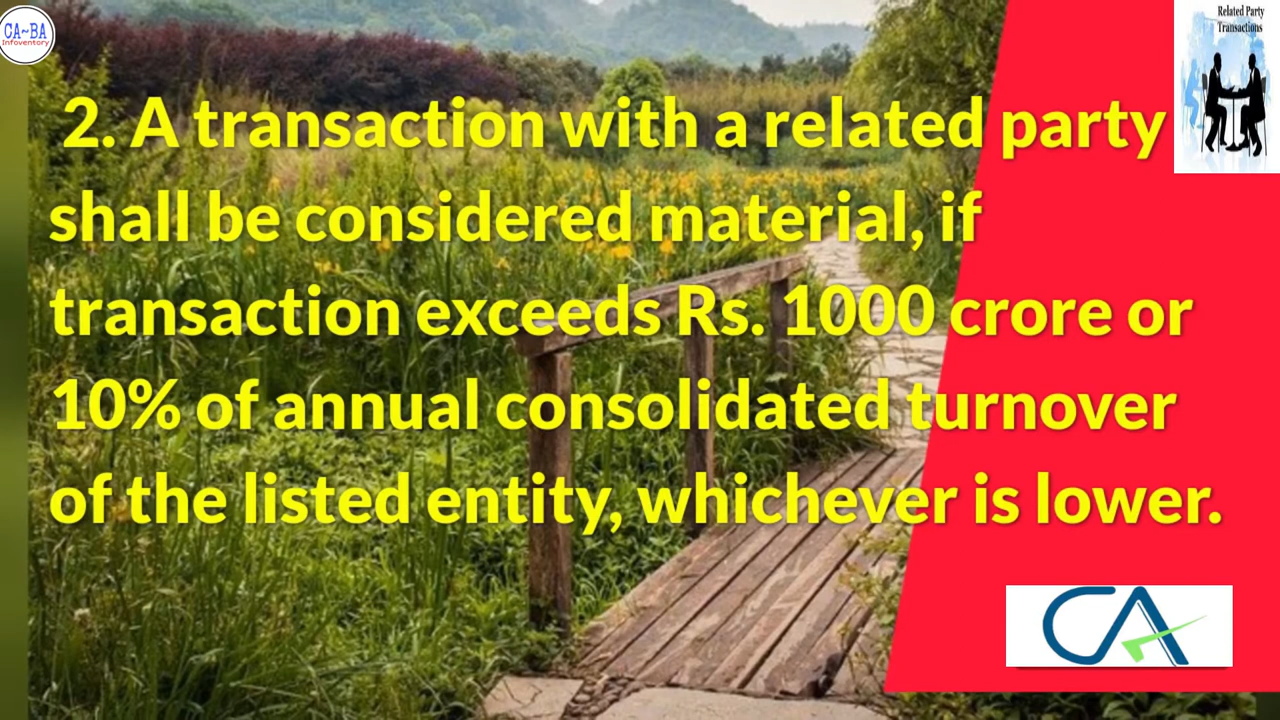 CA~BA
Infoventory
Related Party
Transactions
2. A transaction with a related party
shall be considered material, if
transaction exceeds Rs. 1000 crore or
10% of annual consolidated turnover
of the listed entity, whichever is lower.
CA